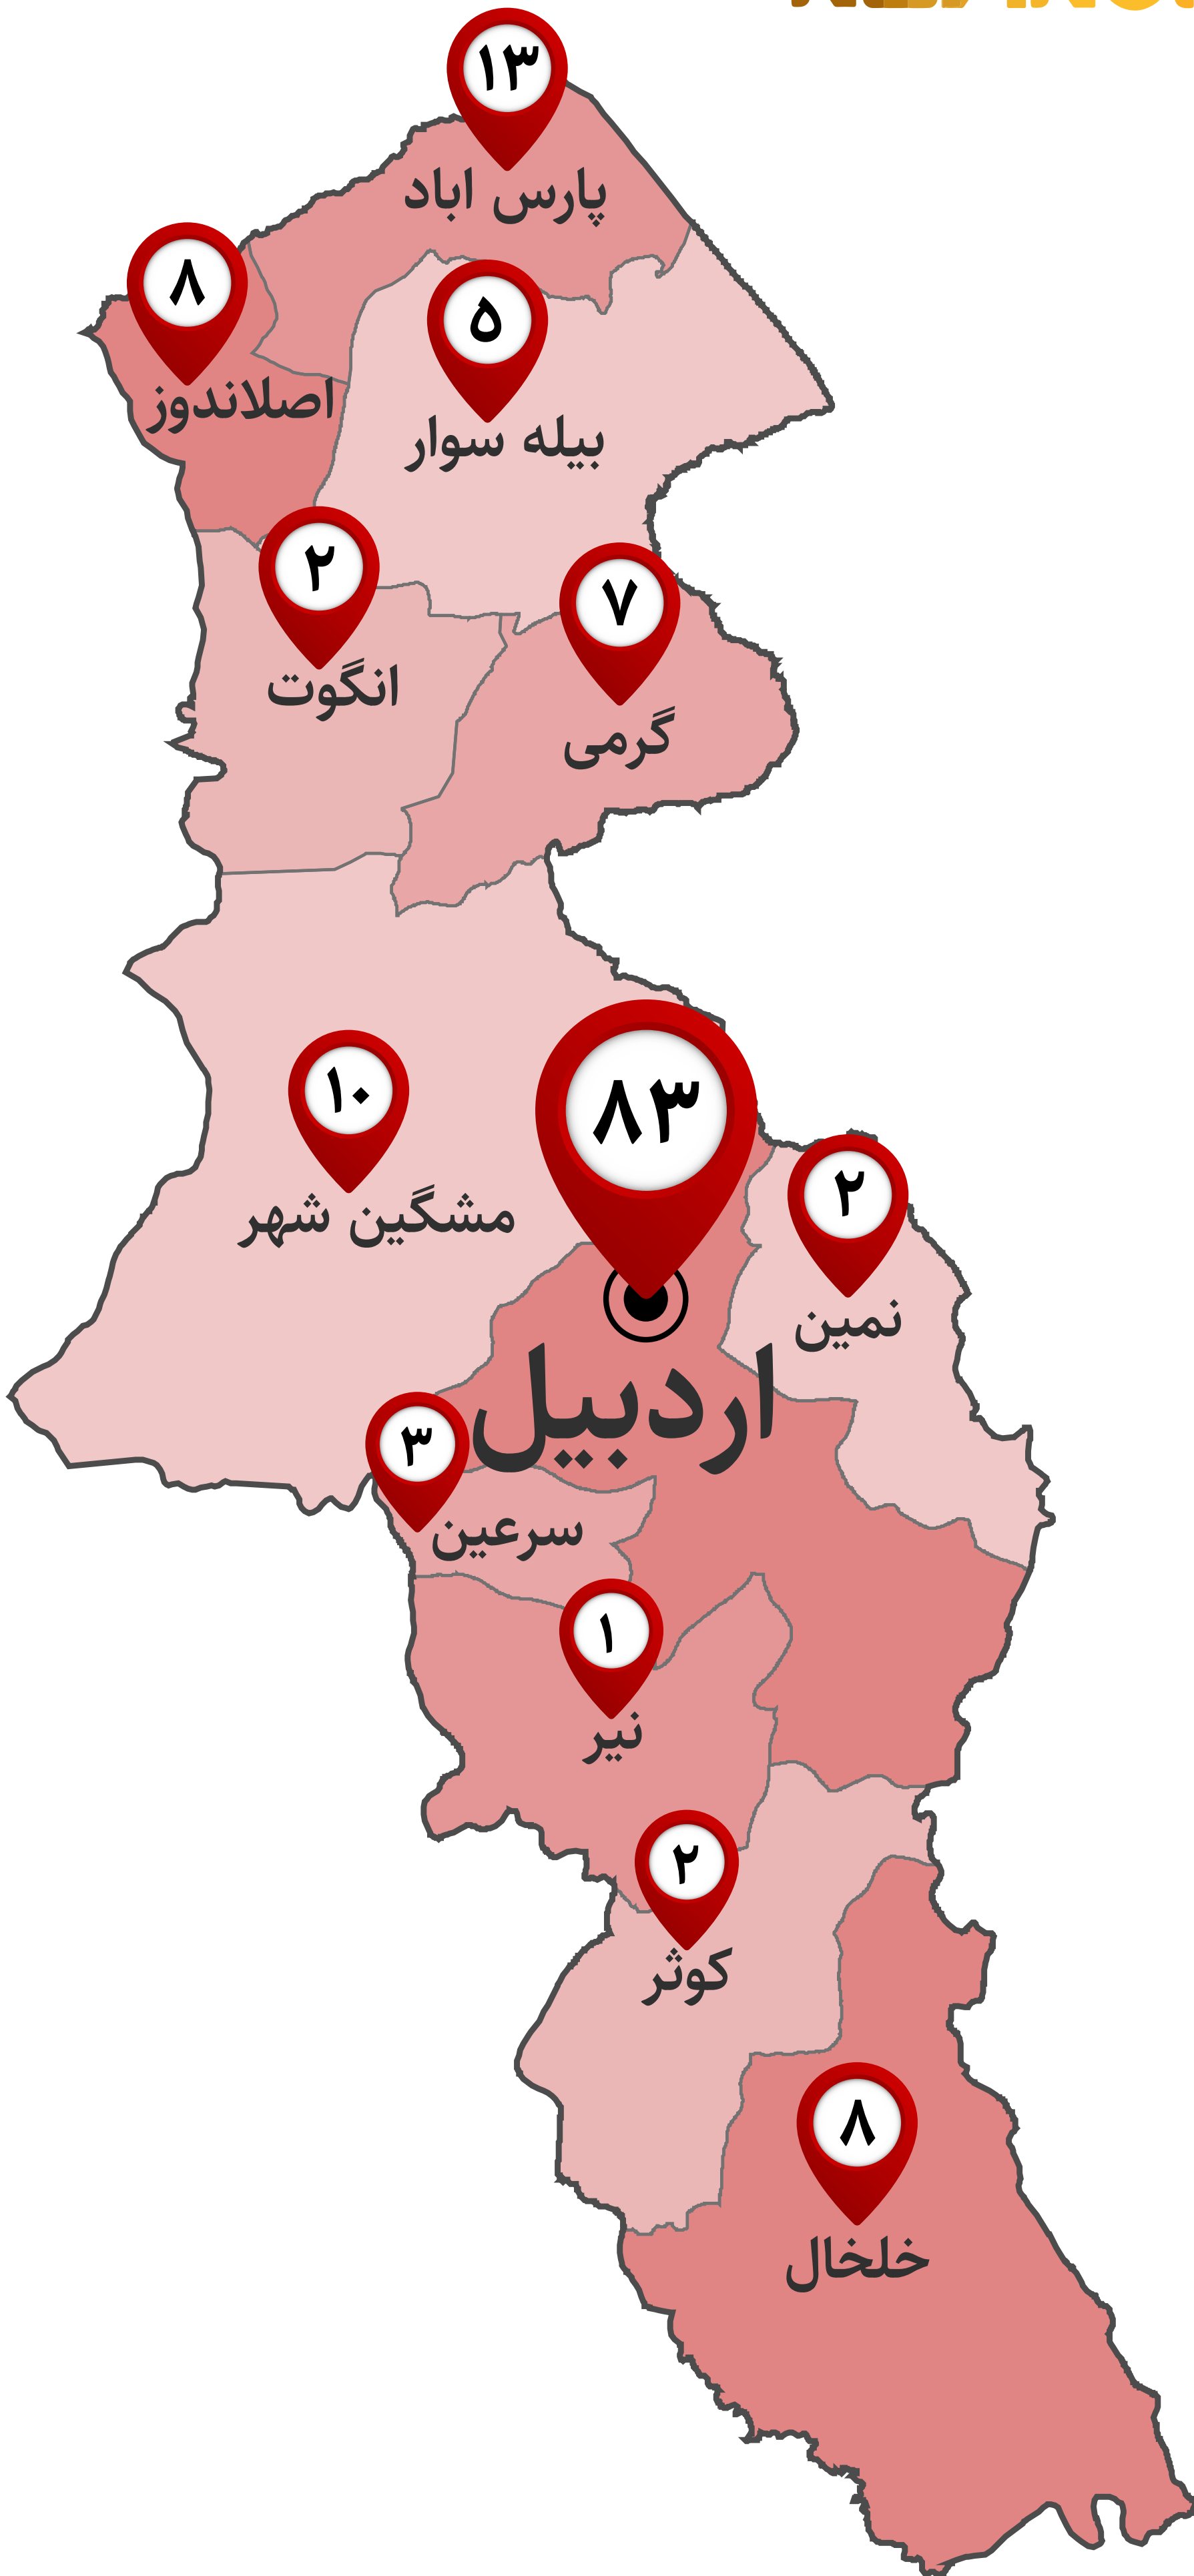 ۱۳
پارس اباد
۸
اصلاندوز
۵
بیله سوار
۲
انگوت
۷
گرمی
۱۰
مشگین شهر
۸۳
اردبیل
۲
نمین
۳
سرعین
۱
نیر
۲
کوثر
۸
خلخال